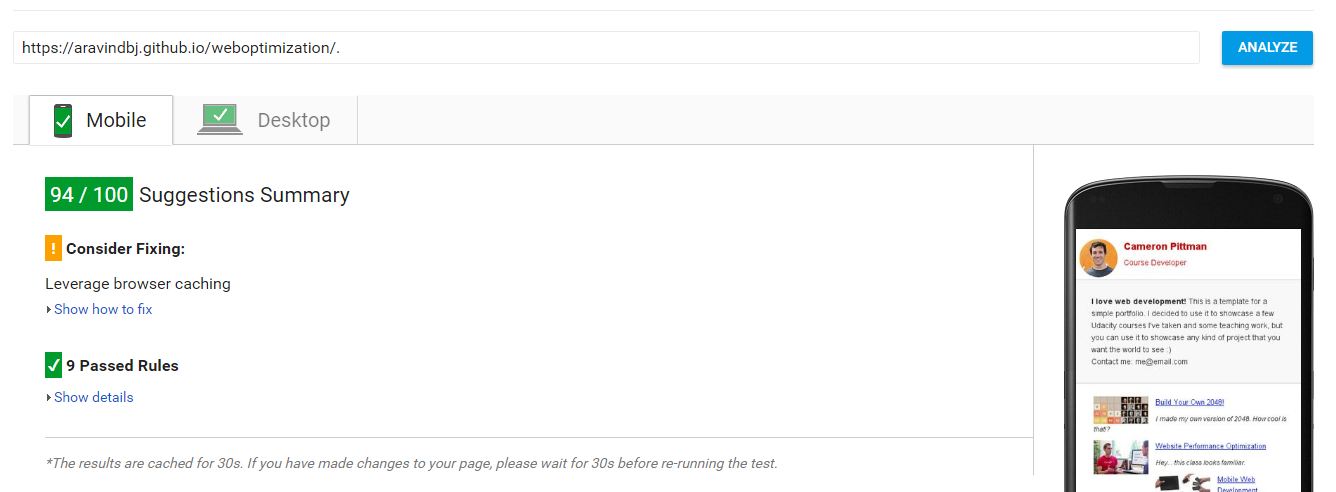 https://aravindbj.github.io/weboptimization/.
ANALYZE
Mobile
Desktop
94 / 100 Suggestions Summary
! Consider Fixing:
Leverage browser caching
Show how to fix
9 Passed Rules
Show details
*The results are cached for 30s. If you have made changes to your page, please wait for 30s before re-running the test.
Cameron Pittman
Course Developer
I love web development! This is a template for a
simple portfolio. I decided to use it to showcase a few
Udacity courses I've taken and some teaching work, but
you can use it to showcase any kind of project that you
want the world to see :)
Contact me: me@email.com
Build Your Own 2048!
I made my own version of 2048. How cool is
that!?
Website Performance Optimization
Hey... this class looks familiar.
Mobile Web
Development